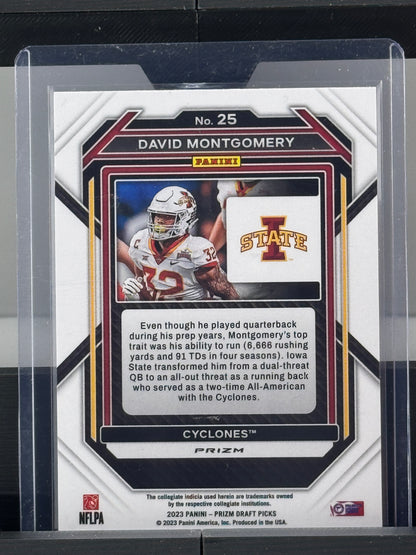 No. 25
DAVID MONTGOMERY
PANINI
32
I
STATE
Even though he played quarterback
during his prep years, Montgomery's top
trait was his ability to run (6,666 rushing
yards and 91 TDs in four seasons). Iowa
State transformed him from a dual-threat
QB to an all-out threat as a running back
who served as a two-time All-American
with the Cyclones.
CYCLONES™
PRIZM
The collegiate indicia used herein are trademarks owned
by the respective collegiate institutions.
NFLPA
2023 PANINI – PRIZM DRAFT PICKS
© 2023 Panini America, Inc. Produced in the USA.